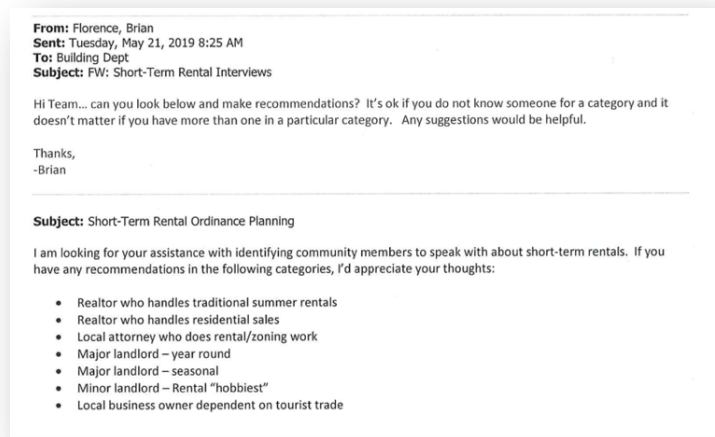 From: Florence, Brian
Sent: Tuesday, May 21, 2019 8:25 AM
To: Building Dept
Subject: FW: Short-Term Rental Interviews
Hi Team... can you look below and make recommendations? It's ok if you do not know someone for a category and it
doesn't matter if you have more than one in a particular category. Any suggestions would be helpful.
Thanks,
-Brian
Subject: Short-Term Rental Ordinance Planning
I am looking for your assistance with identifying community members to speak with about short-term rentals. If you
have any recommendations in the following categories, I'd appreciate your thoughts:
• Realtor who handles traditional summer rentals
• Realtor who handles residential sales
• Local attorney who does rental/zoning work
• Major landlord – year round
• Major landlord – seasonal
• Minor landlord – Rental "hobbiest"
• Local business owner dependent on tourist trade